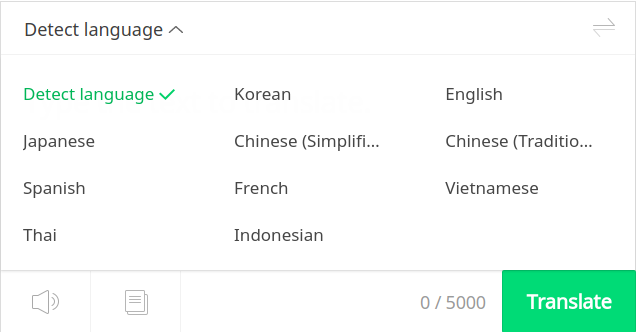 Detect language
Detect language Korean English
Japanese Chinese (Simplifi... Chinese (Traditio...
Spanish French Vietnamese
Thai Indonesian
0 / 5000 Translate